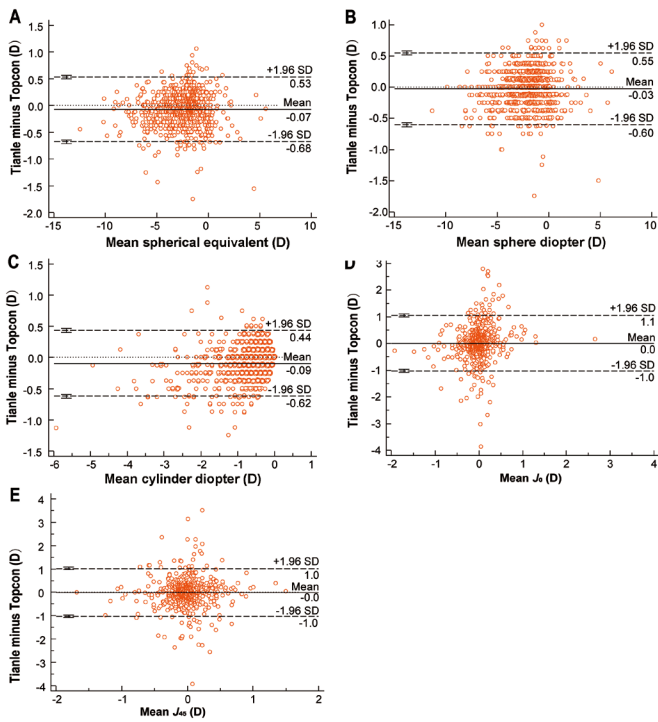 A
Tianle minus Topcon (D)
1.5
1.0
0.5
0.0
-0.5
-1.0
-1.5
-2.0
+1.96 SD
0.53
Mean
-0.07
-1.96 SD
-0.68
-15
-10
-5
0
5
10
Mean spherical equivalent (D)
B
Tianle minus Topcon (D)
1.0
0.5
0.0
-0.5
-1.0
-1.5
-2.0
+1.96 SD
0.55
Mean
-0.03
-1.96 SD
-0.60
-15
-10
-5
0
5
10
Mean sphere diopter (D)
C
Tianle minus Topcon (D)
1.5
1.0
0.5
0.0
-0.5
-1.0
-1.5
+1.96 SD
0.44
Mean
-0.09
-1.96 SD
-0.62
-6
-5
-4
-3
-2
-1
0
1
Mean cylinder diopter (D)
D
Tianle minus Topcon (D)
3
2
1
0
-1
-2
-3
-4
+1.96 SD
1.1
Mean
0.0
-1.96 SD
-1.0
-2
-1
0
1
2
3
4
Mean J₀ (D)
E
Tianle minus Topcon (D)
4
3
2
1
0
-1
-2
-3
-4
+1.96 SD
1.0
Mean
-0.0
-1.96 SD
-1.0
-2
-1
0
1
2
Mean J₄₅ (D)